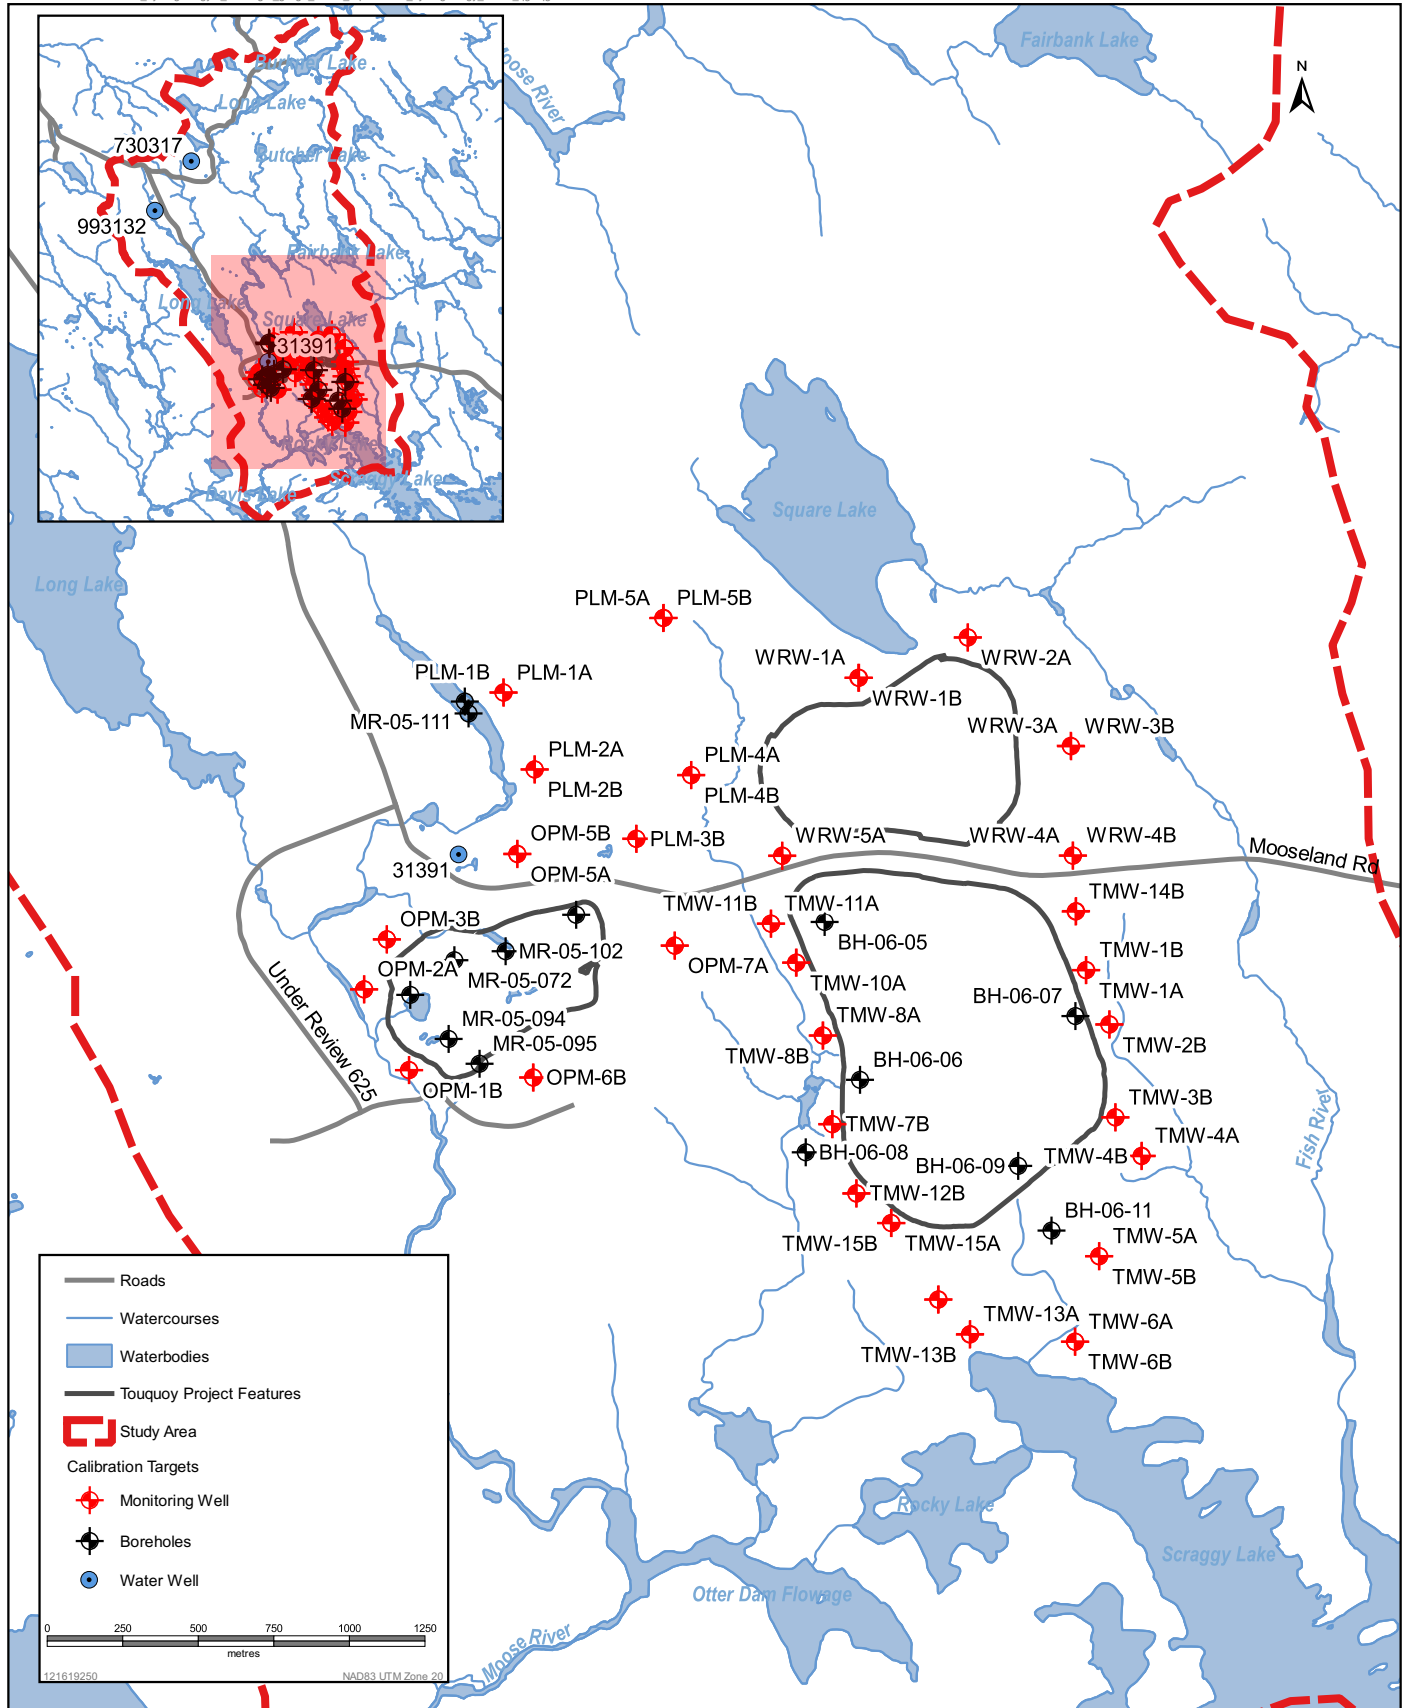 Burkner Lake
Long Lake
730317
Butcher Lake
993132
Fairbank Lake
Long Lake
Square Lake
31391
Rocky Lake
Scraggy Lake
Davis Lake
Moose River
Fairbank Lake
N
Square Lake
Long Lake
PLM-5A PLM-5B
WRW-1A WRW-2A
PLM-1B PLM-1A
WRW-1B
MR-05-111
WRW-3A WRW-3B
PLM-2A PLM-4A
PLM-2B PLM-4B
OPM-5B PLM-3B WRW-5A WRW-4A WRW-4B
Mooseland Rd
31391 OPM-5A
TMW-14B
OPM-3B TMW-11B TMW-11A
BH-06-05
MR-05-102
TMW-1B
OPM-2A OPM-7A
MR-05-072 TMW-10A
BH-06-07 TMW-1A
Under Review 625
MR-05-094 TMW-8A
MR-05-095 TMW-2B
TMW-8B BH-06-06
OPM-1B OPM-6B
TMW-3B
TMW-7B
TMW-4A
BH-06-08 BH-06-09 TMW-4B
Fish River
TMW-12B
BH-06-11
TMW-15B TMW-15A TMW-5A
TMW-5B
TMW-13A TMW-6A
TMW-13B TMW-6B
Rocky Lake
Scraggy Lake
Otter Dam Flowage
Moose River
Roads
Watercourses
Waterbodies
Touquoy Project Features
Study Area
Calibration Targets
Monitoring Well
Boreholes
Water Well
0 250 500 750 1000 1250
metres
121619250 NAD83 UTM Zone 20